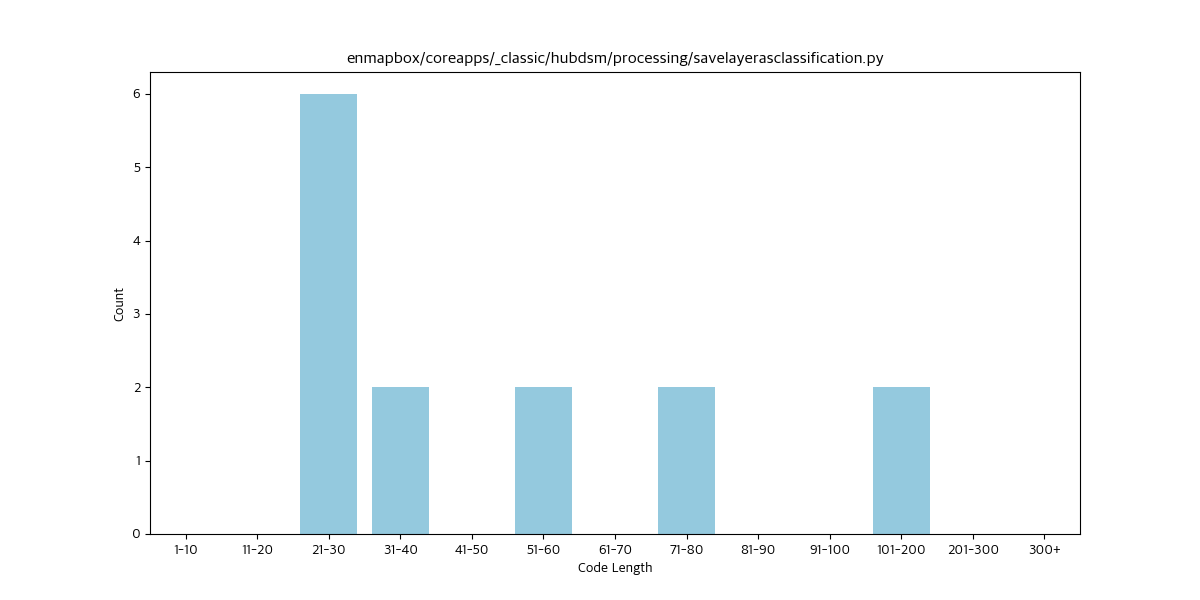 enmapbox/coreapps/_classic/hubdsm/processing/savelayerasclassification.py
6
5
4
3
2
1
0
Count
1-10 11-20 21-30 31-40 41-50 51-60 61-70 71-80 81-90 91-100 101-200 201-300 300+
Code Length